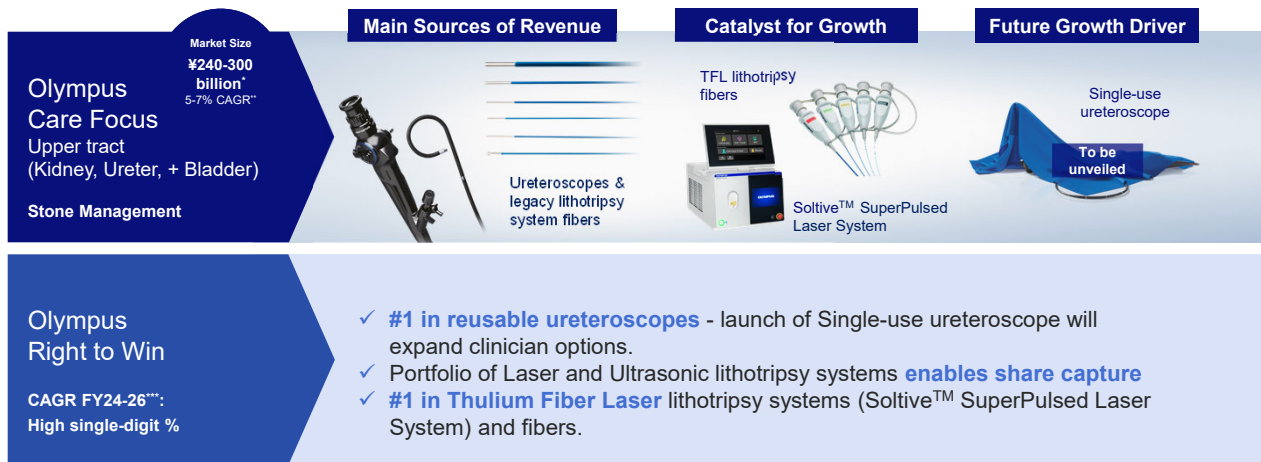 Main Sources of Revenue
Catalyst for Growth
Future Growth Driver
Market Size
¥240-300
billion*
5-7% CAGR**
Olympus
Care Focus
Upper tract
(Kidney, Ureter, + Bladder)
Stone Management
Ureteroscopes &
legacy lithotripsy
system fibers
TFL lithotripsy
fibers
OLYMPUS
Soltive™ SuperPulsed
Laser System
Single-use
ureteroscope
To be
unveiled
Olympus
Right to Win
CAGR FY24-26***:
High single-digit %
✓ #1 in reusable ureteroscopes - launch of Single-use ureteroscope will
expand clinician options.
✓ Portfolio of Laser and Ultrasonic lithotripsy systems enables share capture
✓ #1 in Thulium Fiber Laser lithotripsy systems (Soltive™ SuperPulsed Laser
System) and fibers.